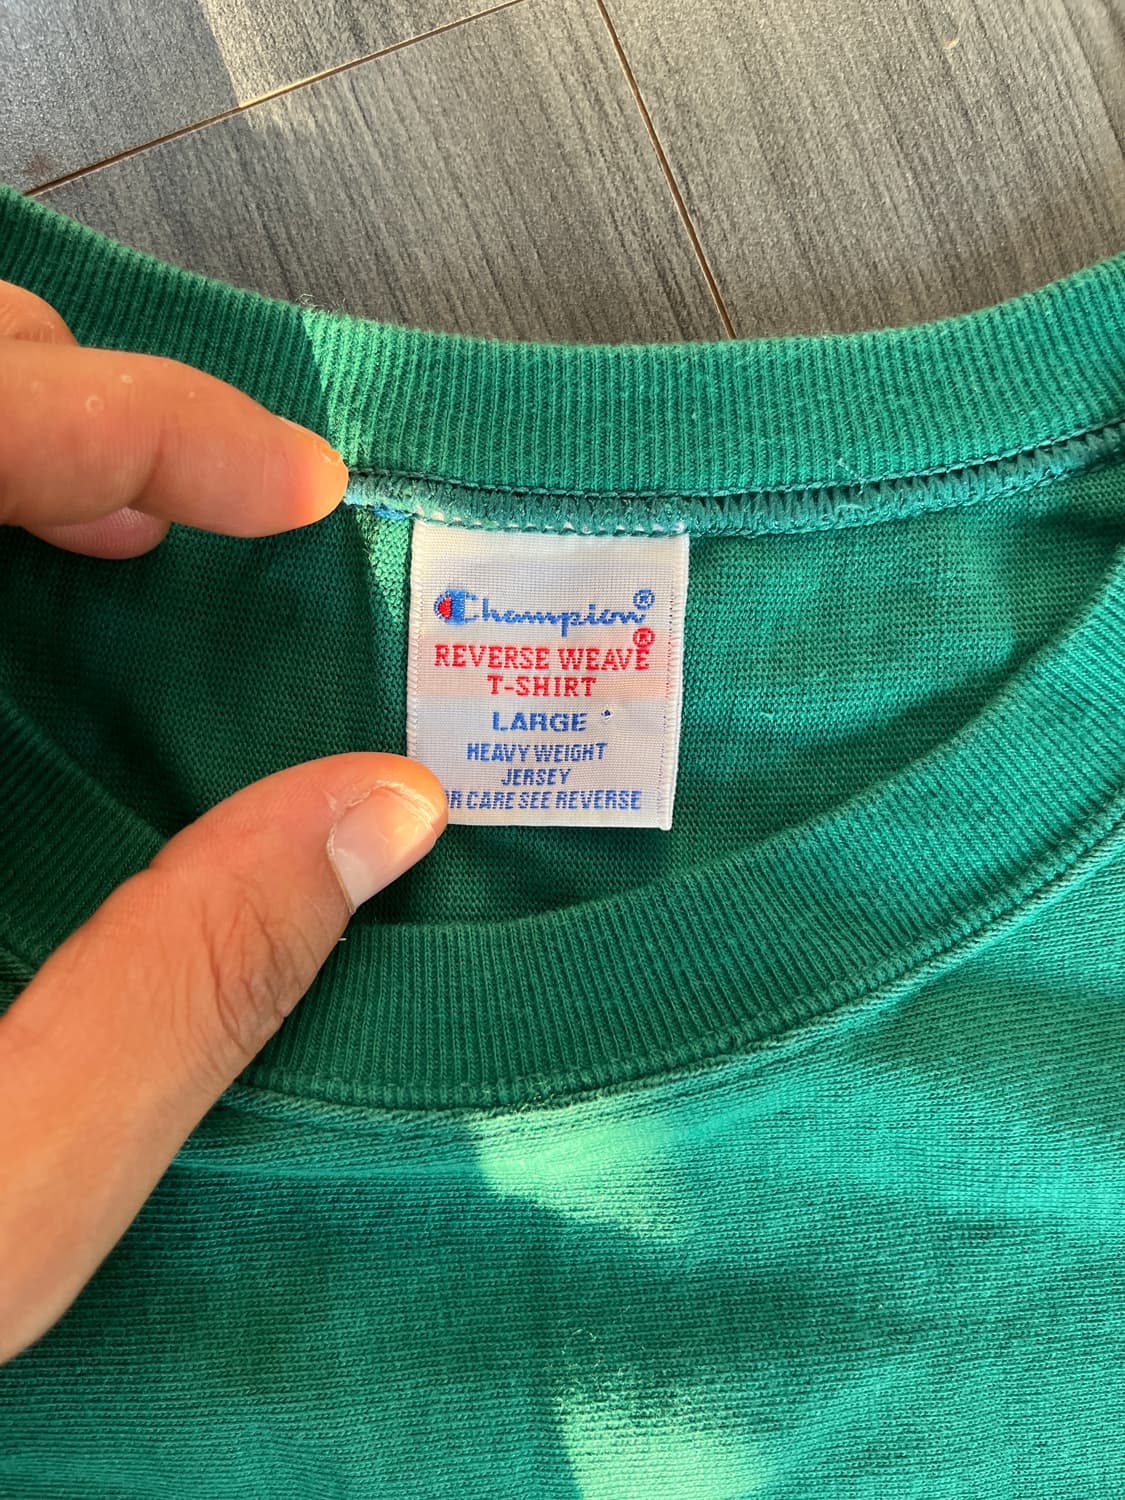 Champion®
REVERSE WEAVE®
T-SHIRT
LARGE
HEAVY WEIGHT
JERSEY
CARE SEE REVERSE